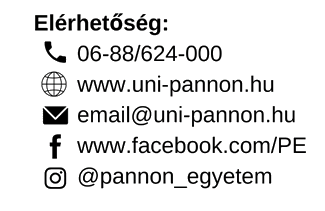 Elérhetőség:
06-88/624-000
www.uni-pannon.hu
email@uni-pannon.hu
www.facebook.com/PE
@pannon_egyetem